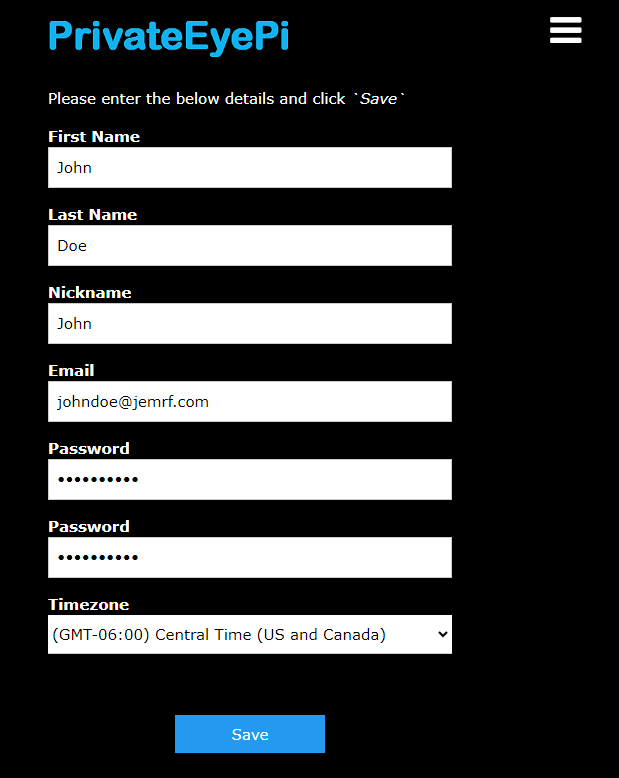 PrivateEyePi
Please enter the below details and click `Save`
First Name
John
Last Name
Doe
Nickname
John
Email
johndoe@jemrf.com
Password
••••••••••
Password
••••••••••
Timezone
(GMT-06:00) Central Time (US and Canada)
Save